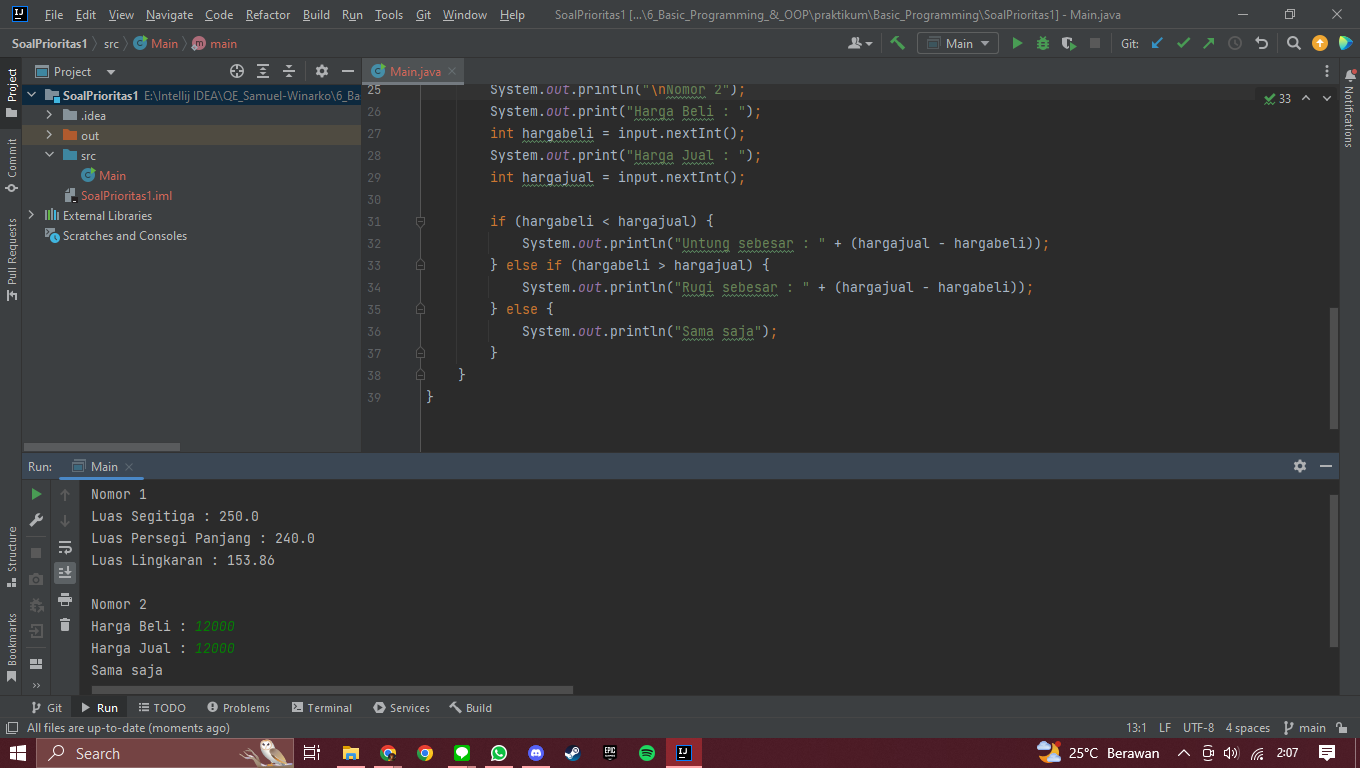 File Edit View Navigate Code Refactor Build Run Tools Git Window Help SoalPrioritas1 [...\6_Basic_Programming_&_OOP\praktikum\Basic_Programming\SoalPrioritas1] - Main.java
SoalPrioritas1 src Main main Main Git:
Project
Main.java
SoalPrioritas1 E:\Intellij IDEA\QE_Samuel-Winarko\6_Ba
.idea
out
src
Main
SoalPrioritas1.iml
External Libraries
Scratches and Consoles
33
25 System.out.println("\nNomor 2");
26 System.out.print("Harga Beli : ");
27 int hargabeli = input.nextInt();
28 System.out.print("Harga Jual : ");
29 int hargajual = input.nextInt();
30
31 if (hargabeli < hargajual) {
32 System.out.println("Untung sebesar : " + (hargajual - hargabeli));
33 } else if (hargabeli > hargajual) {
34 System.out.println("Rugi sebesar : " + (hargajual - hargabeli));
35 } else {
36 System.out.println("Sama saja");
37 }
38 }
39 }
Project
Commit
Pull Requests
Structure
Bookmarks
Notifications
Run: Main
Nomor 1
Luas Segitiga : 250.0
Luas Persegi Panjang : 240.0
Luas Lingkaran : 153.86
Nomor 2
Harga Beli : 12000
Harga Jual : 12000
Sama saja
Git Run TODO Problems Terminal Services Build
All files are up-to-date (moments ago) 13:1 LF UTF-8 4 spaces main
Search 25°C Berawan 2:07